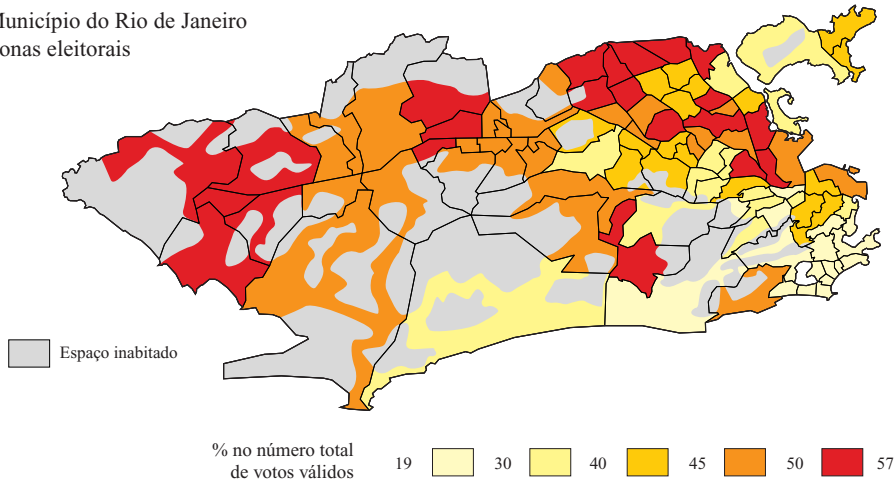 Município do Rio de Janeiro
onas eleitorais
Espaço inabitado
% no número total
de votos válidos
19 30 40 45 50 57